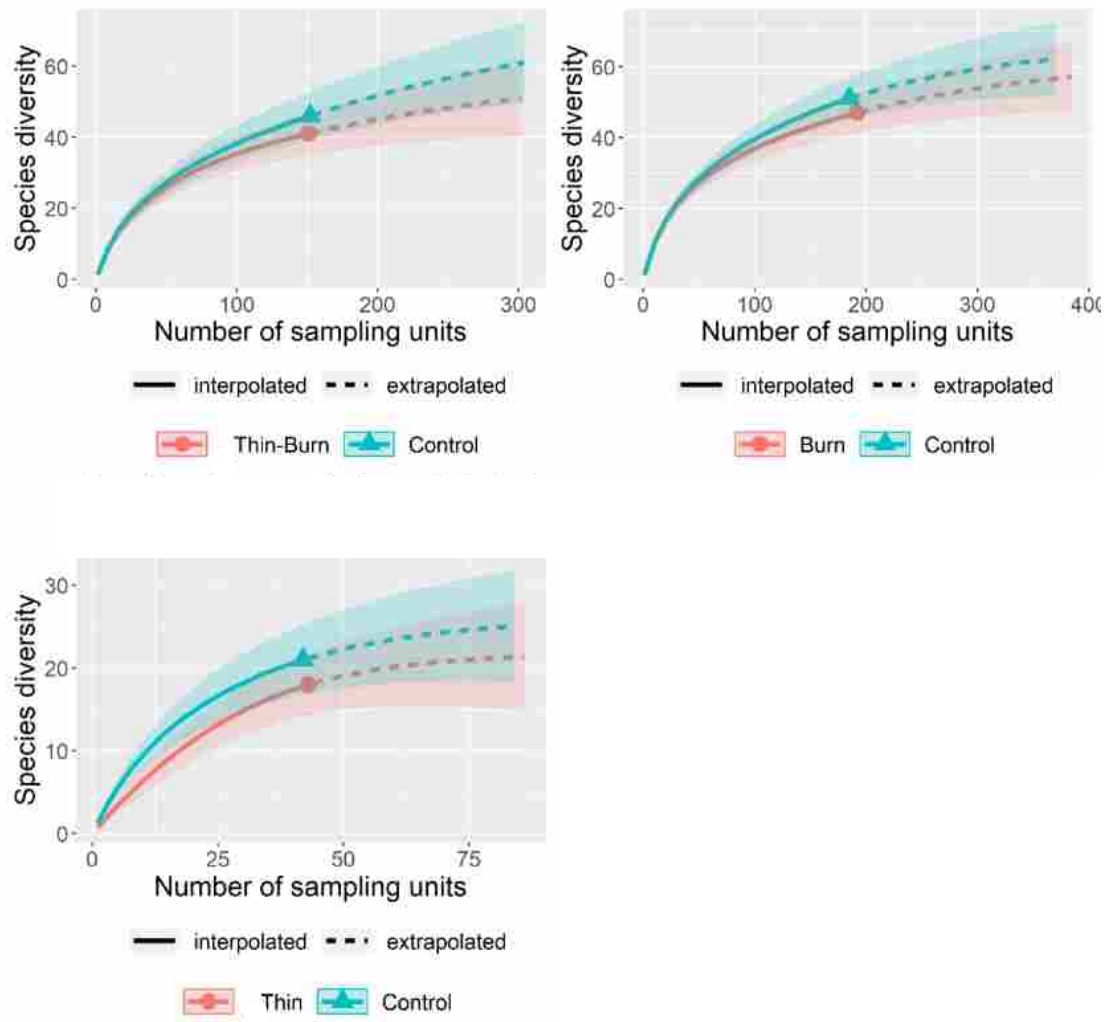 Species diversity
60
40
20
0
0 100 200 300
Number of sampling units
interpolated extrapolated
Thin-Burn Control
Species diversity
60
40
20
0
0 100 200 300 400
Number of sampling units
interpolated extrapolated
Burn Control
Species diversity
30
20
10
0
0 25 50 75
Number of sampling units
interpolated extrapolated
Thin Control